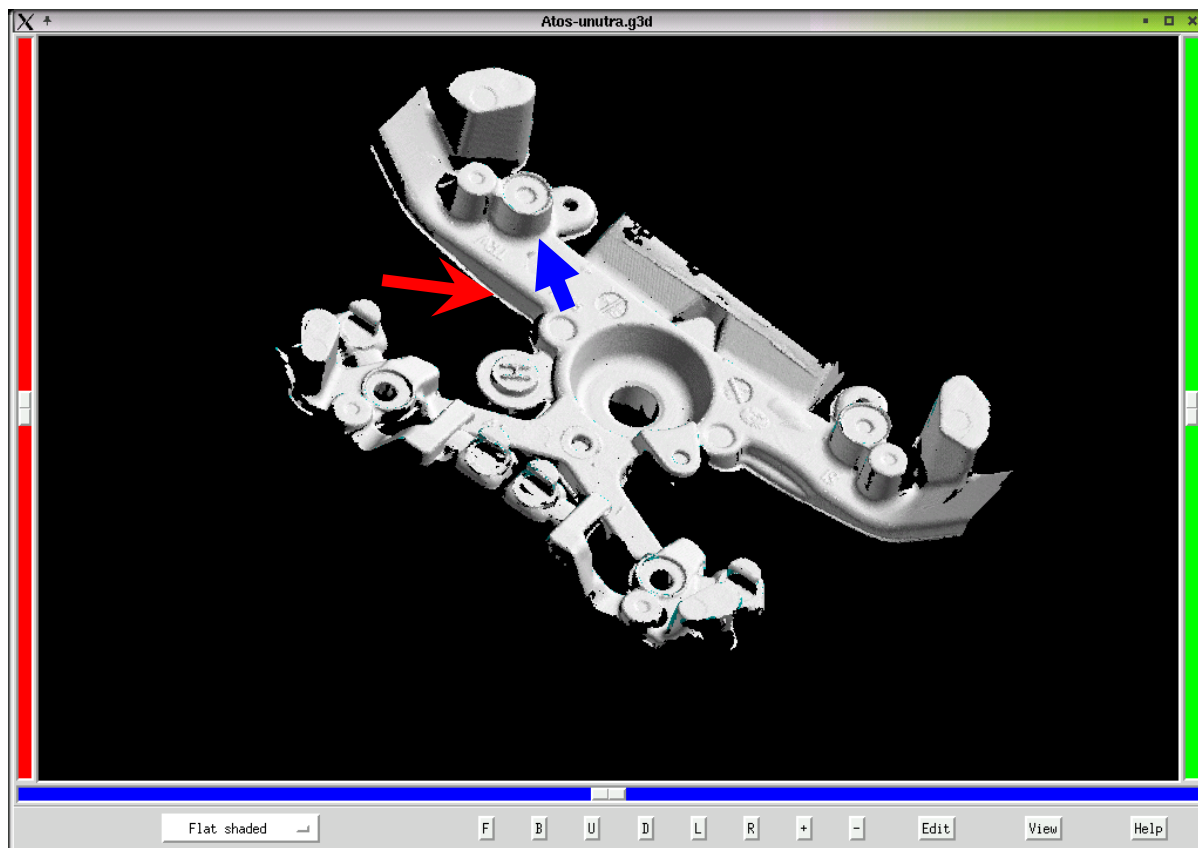 Atos-unutra.g3d
Flat shaded
F
B
U
D
L
R
+
-
Edit
View
Help